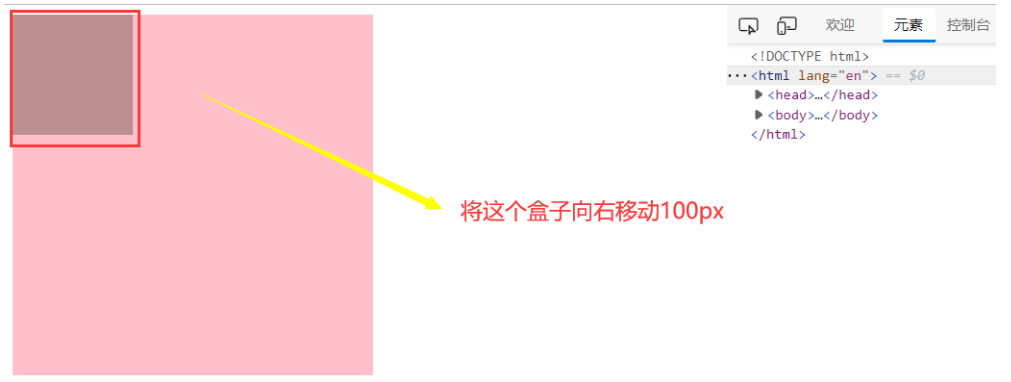 欢迎 元素 控制台
<!DOCTYPE html>
···<html lang="en"> == $0
<head>…</head>
<body>…</body>
</html>
将这个盒子向右移动100px